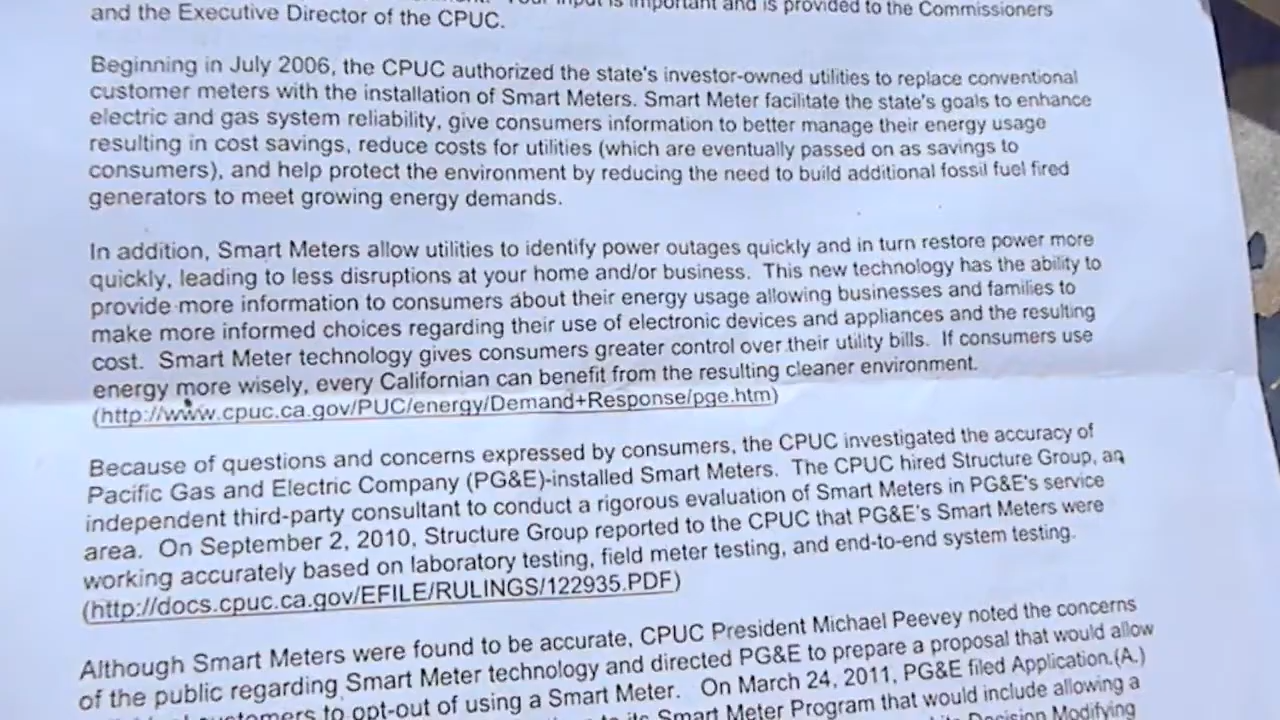 Your input is important and is provided to the Commissioners
and the Executive Director of the CPUC.
Beginning in July 2006, the CPUC authorized the state's investor-owned utilities to replace conventional
customer meters with the installation of Smart Meters. Smart Meter facilitate the state's goals to enhance
electric and gas system reliability, give consumers information to better manage their energy usage
resulting in cost savings, reduce costs for utilities (which are eventually passed on as savings to
consumers), and help protect the environment by reducing the need to build additional fossil fuel fired
generators to meet growing energy demands.
In addition, Smart Meters allow utilities to identify power outages quickly and in turn restore power more
quickly, leading to less disruptions at your home and/or business. This new technology has the ability to
provide more information to consumers about their energy usage allowing businesses and families to
make more informed choices regarding their use of electronic devices and appliances and the resulting
cost. Smart Meter technology gives consumers greater control over their utility bills. If consumers use
energy more wisely, every Californian can benefit from the resulting cleaner environment.
(http://www.cpuc.ca.gov/PUC/energy/Demand+Response/pge.htm)
Because of questions and concerns expressed by consumers, the CPUC investigated the accuracy of
Pacific Gas and Electric Company (PG&E)-installed Smart Meters. The CPUC hired Structure Group, an
independent third-party consultant to conduct a rigorous evaluation of Smart Meters in PG&E's service
area. On September 2, 2010, Structure Group reported to the CPUC that PG&E's Smart Meters were
working accurately based on laboratory testing, field meter testing, and end-to-end system testing.
(http://docs.cpuc.ca.gov/EFILE/RULINGS/122935.PDF)
Although Smart Meters were found to be accurate, CPUC President Michael Peevey noted the concerns
of the public regarding Smart Meter technology and directed PG&E to prepare a proposal that would allow
customers to opt-out of using a Smart Meter. On March 24, 2011, PG&E filed Application.(A.)
its Smart Meter Program that would include allowing a
Decision Modifying